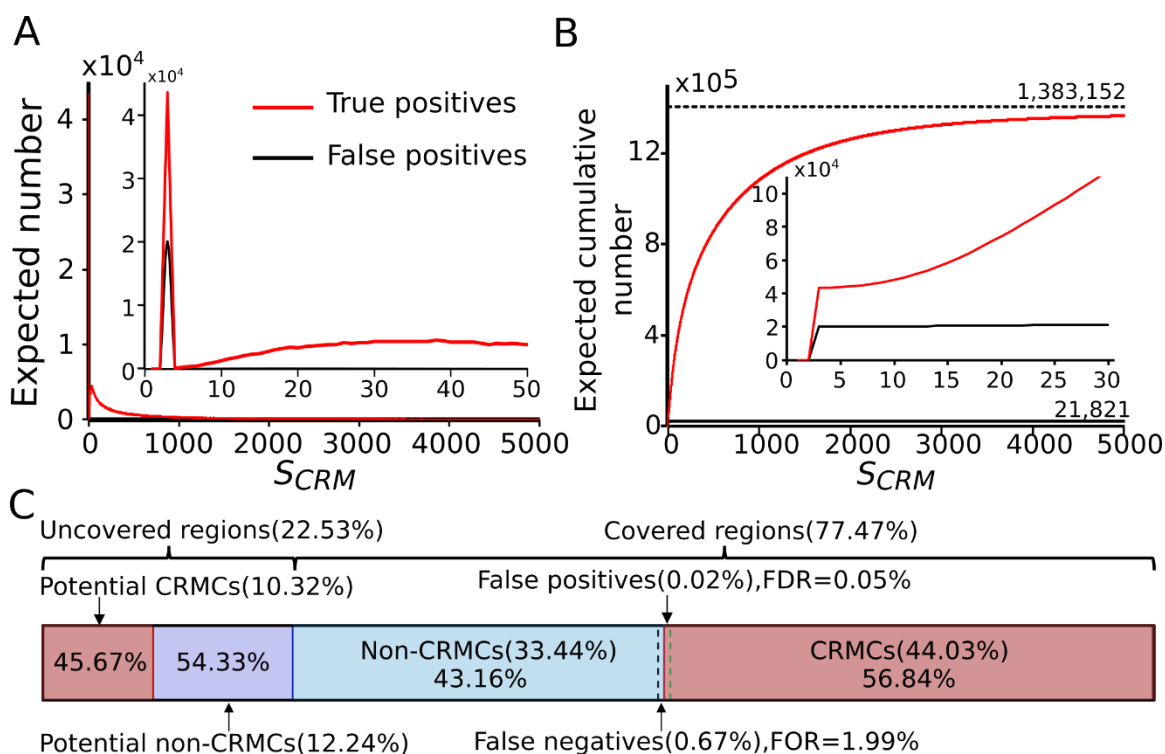 A
x10⁴
Expected number
4
3
2
1
0
0
1000
2000
3000
4000
5000
S_CRM
x10⁴
4
2
0
0
10
20
30
40
50
True positives
False positives
B
x10⁵
Expected cumulative
number
12
8
4
0
0
1000
2000
3000
4000
5000
S_CRM
1,383,152
21,821
x10⁴
10
8
6
4
2
0
0
5
10
15
20
25
30
C
Uncovered regions(22.53%)
Covered regions(77.47%)
Potential CRMCs(10.32%)
False positives(0.02%),FDR=0.05%
45.67%
54.33%
Non-CRMCs(33.44%)
43.16%
CRMCs(44.03%)
56.84%
Potential non-CRMCs(12.24%)
False negatives(0.67%),FOR=1.99%